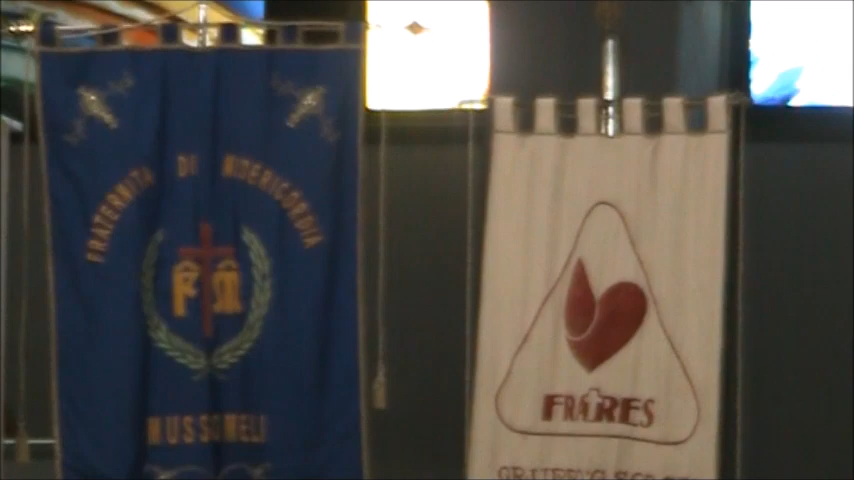 FRATERNITA DI MISERICORDIA
F M
MUSSOMELI
FRATRES